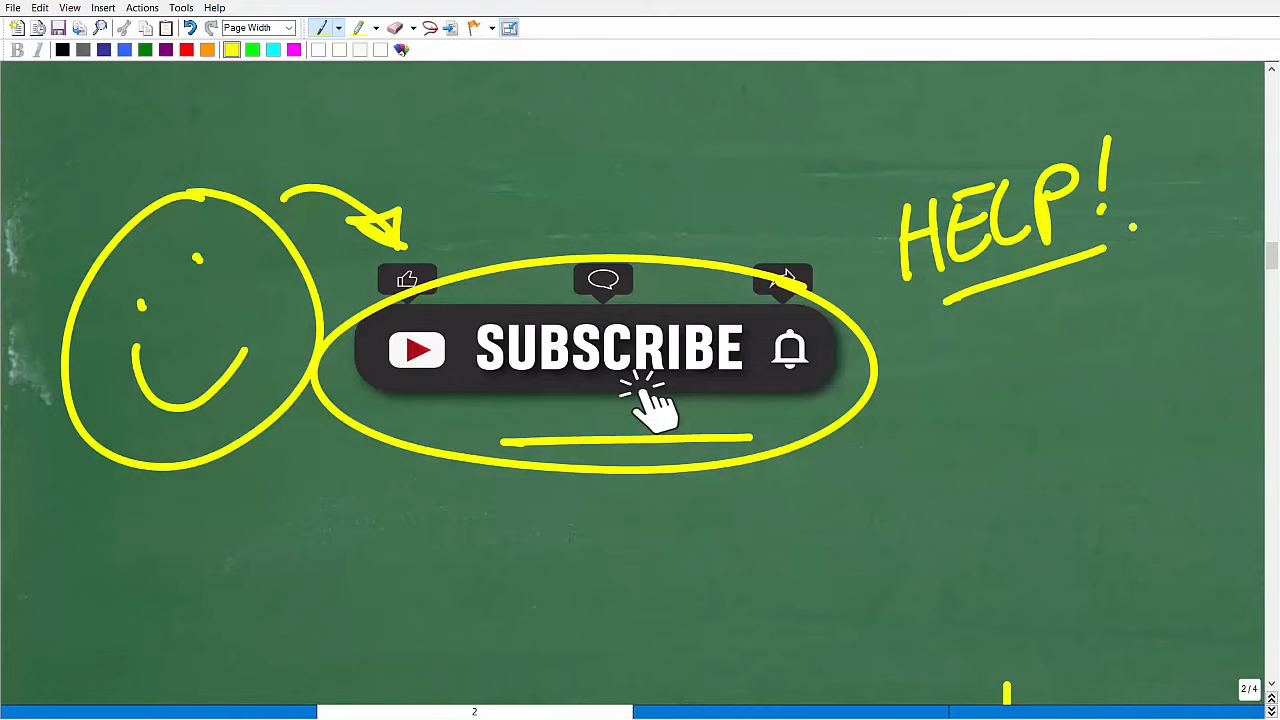 File Edit View Insert Actions Tools Help
Page Width
B I
HELP!
SUBSCRIBE
2/4
2